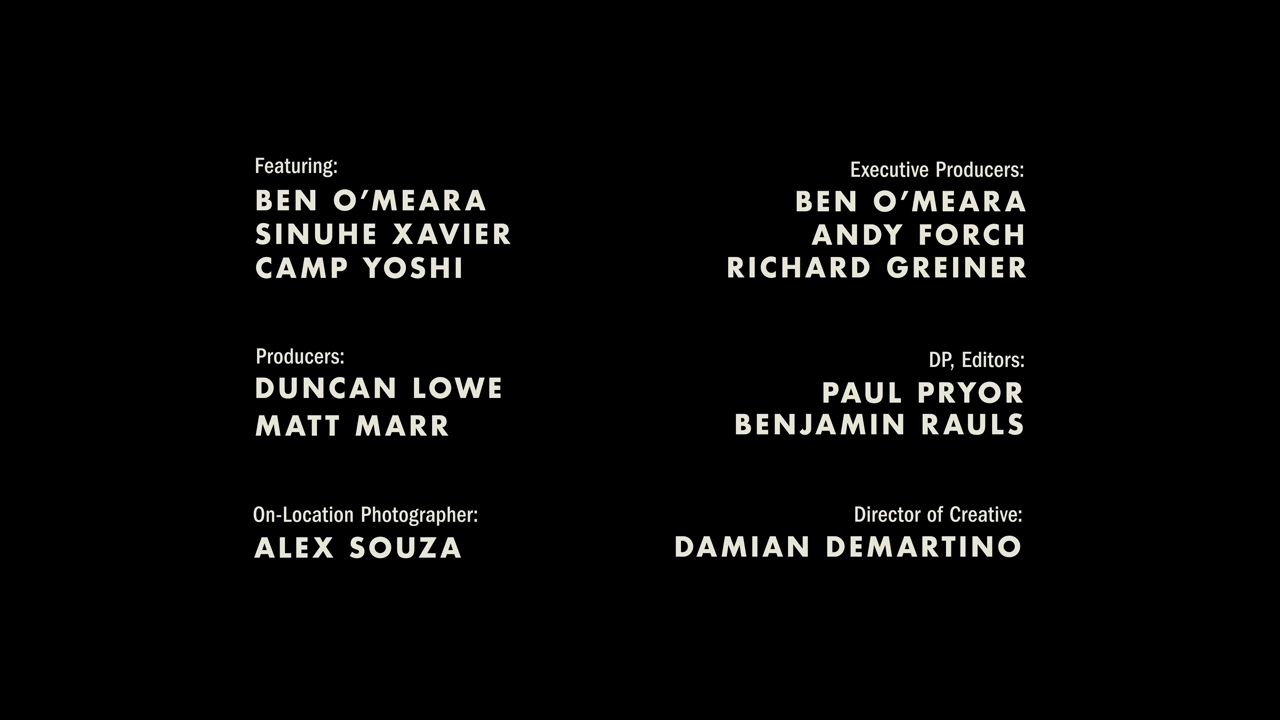 Featuring:
BEN O’MEARA
SINUHE XAVIER
CAMP YOSHI
Executive Producers:
BEN O’MEARA
ANDY FORCH
RICHARD GREINER
Producers:
DUNCAN LOWE
MATT MARR
DP, Editors:
PAUL PRYOR
BENJAMIN RAULS
On-Location Photographer:
ALEX SOUZA
Director of Creative:
DAMIAN DEMARTINO